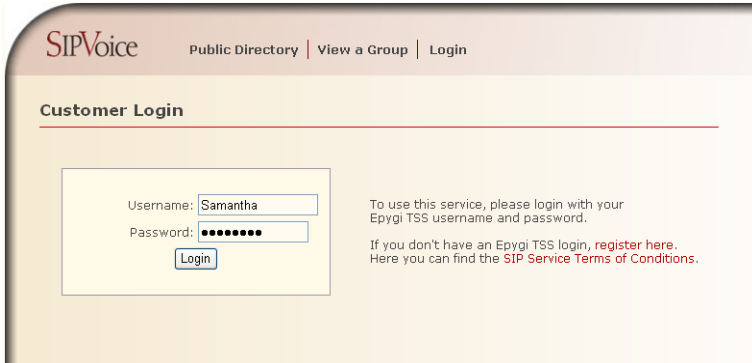 SIPVoice
Public Directory | View a Group | Login
Customer Login
Username: Samantha
Password: ●●●●●●●●
Login
To use this service, please login with your
Epygi TSS username and password.
If you don't have an Epygi TSS login, register here.
Here you can find the SIP Service Terms of Conditions.